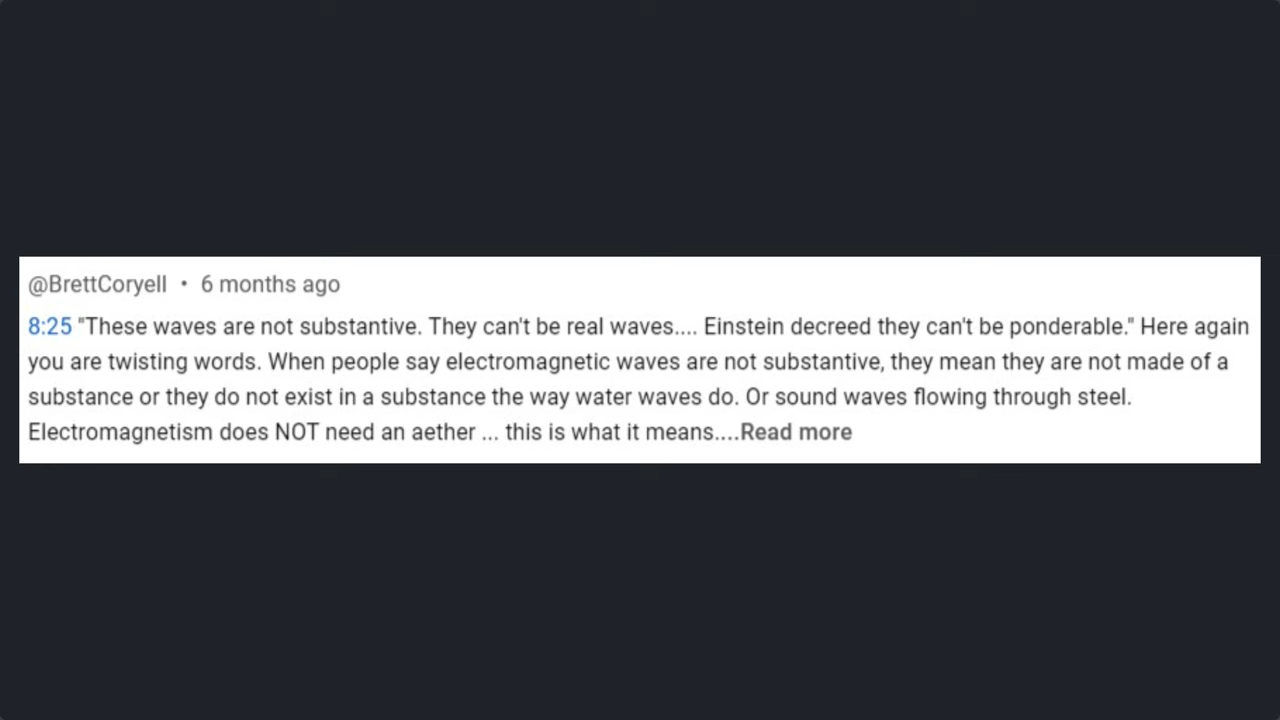 @BrettCoryell • 6 months ago
8:25 "These waves are not substantive. They can't be real waves.... Einstein decreed they can't be ponderable." Here again
you are twisting words. When people say electromagnetic waves are not substantive, they mean they are not made of a
substance or they do not exist in a substance the way water waves do. Or sound waves flowing through steel.
Electromagnetism does NOT need an aether ... this is what it means....Read more